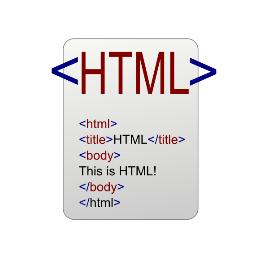 <HTML>
<html>
<title>HTML</title>
<body>
This is HTML!
</body>
</html>